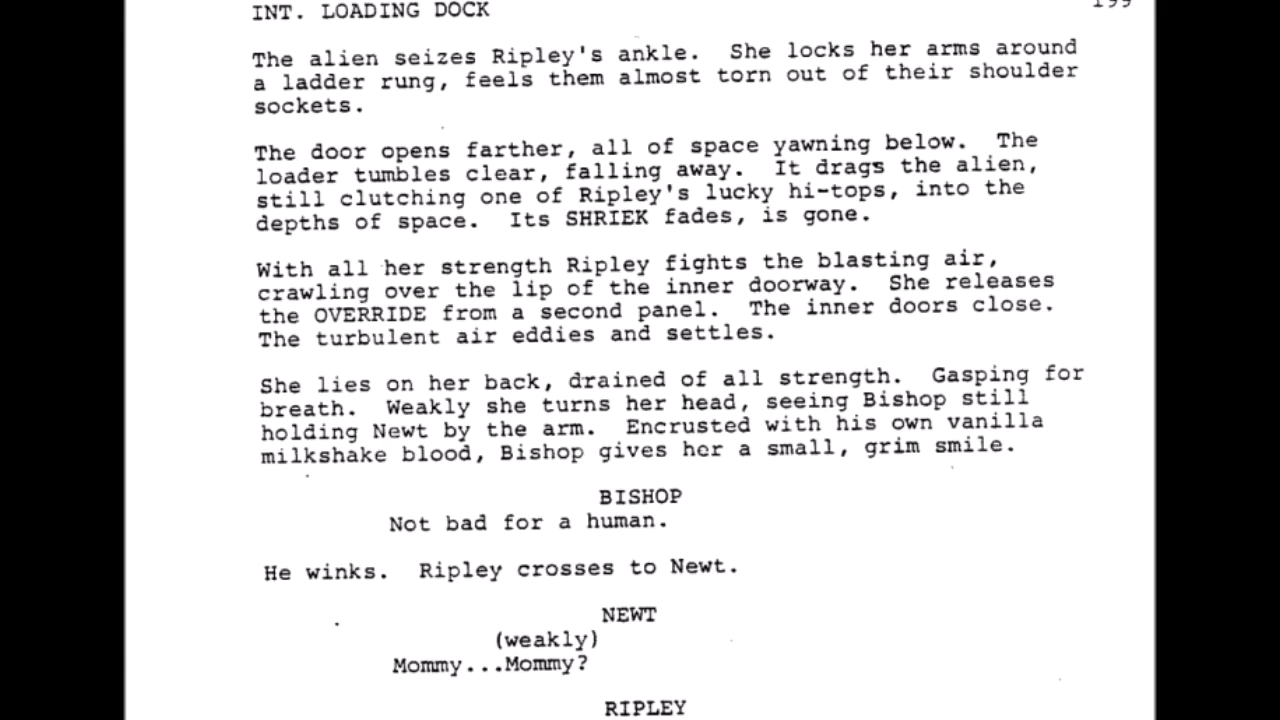 199
INT. LOADING DOCK
The alien seizes Ripley's ankle. She locks her arms around
a ladder rung, feels them almost torn out of their shoulder
sockets.
The door opens farther, all of space yawning below. The
loader tumbles clear, falling away. It drags the alien,
still clutching one of Ripley's lucky hi-tops, into the
depths of space. Its SHRIEK fades, is gone.
With all her strength Ripley fights the blasting air,
crawling over the lip of the inner doorway. She releases
the OVERRIDE from a second panel. The inner doors close.
The turbulent air eddies and settles.
She lies on her back, drained of all strength. Gasping for
breath. Weakly she turns her head, seeing Bishop still
holding Newt by the arm. Encrusted with his own vanilla
milkshake blood, Bishop gives her a small, grim smile.
BISHOP
Not bad for a human.
He winks. Ripley crosses to Newt.
NEWT
(weakly)
Mommy...Mommy?
RIPLEY